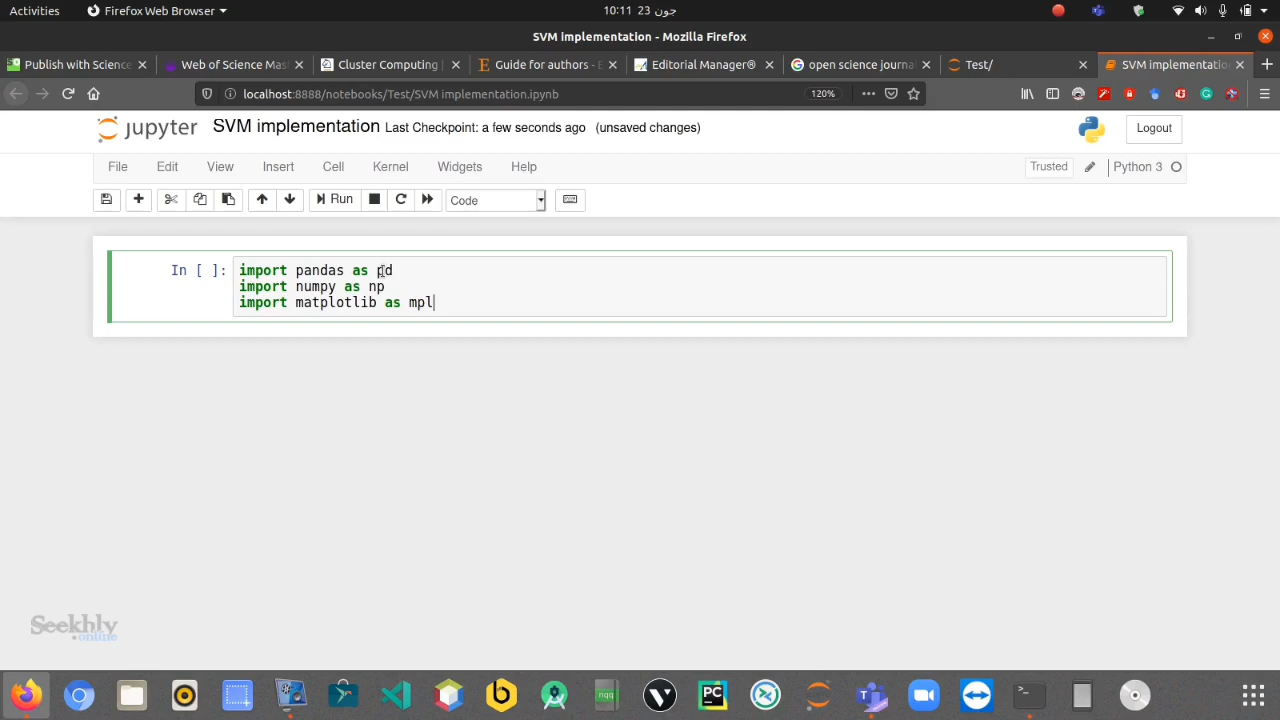 Activities
Firefox Web Browser
10:11 23 جون
SVM implementation - Mozilla Firefox
Publish with Science
Web of Science Mas
Cluster Computing |
Guide for authors - E
Editorial Manager®
open science journal
Test/
SVM implementatio
localhost:8888/notebooks/Test/SVM implementation.ipynb
120%
jupyter
SVM implementation Last Checkpoint: a few seconds ago (unsaved changes)
Logout
File Edit View Insert Cell Kernel Widgets Help
Trusted
Python 3
Run
Code
In [ ]:
import pandas as pd
import numpy as np
import matplotlib as mpl
Seekhly
.online
nqq
PC
>_